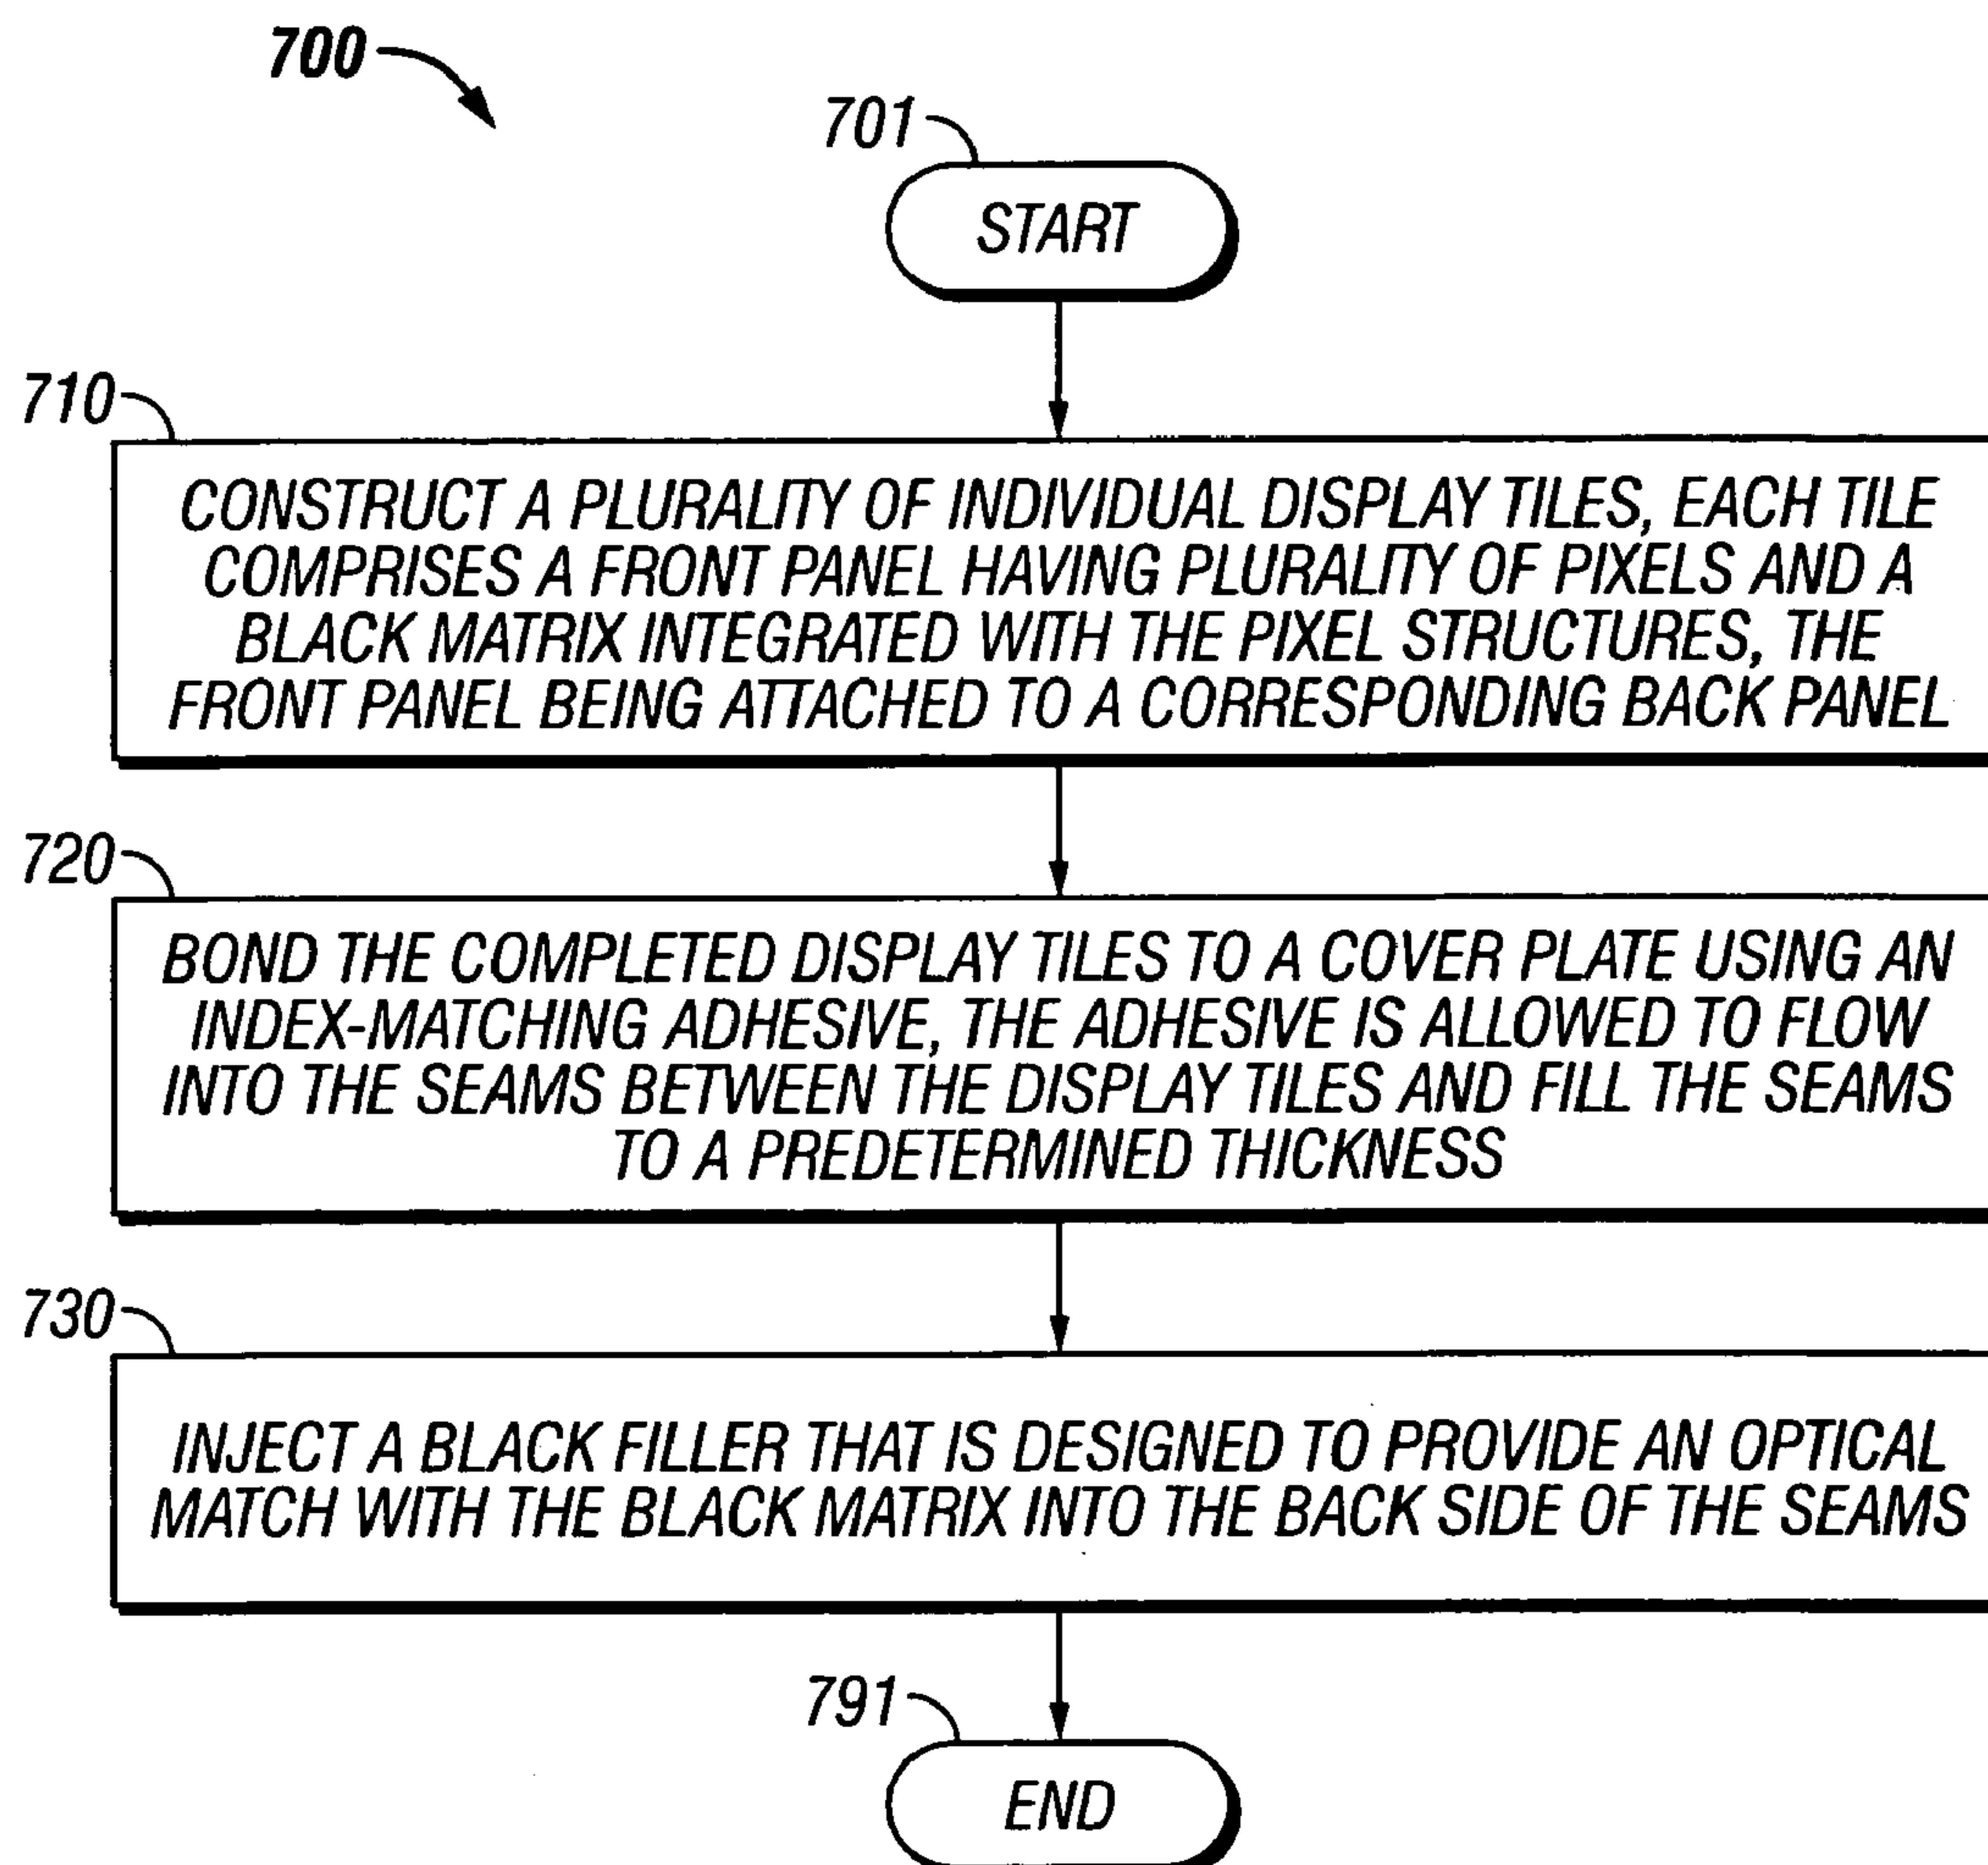 700
701
START
710
CONSTRUCT A PLURALITY OF INDIVIDUAL DISPLAY TILES, EACH TILE
COMPRISES A FRONT PANEL HAVING PLURALITY OF PIXELS AND A
BLACK MATRIX INTEGRATED WITH THE PIXEL STRUCTURES, THE
FRONT PANEL BEING ATTACHED TO A CORRESPONDING BACK PANEL
720
BOND THE COMPLETED DISPLAY TILES TO A COVER PLATE USING AN
INDEX-MATCHING ADHESIVE, THE ADHESIVE IS ALLOWED TO FLOW
INTO THE SEAMS BETWEEN THE DISPLAY TILES AND FILL THE SEAMS
TO A PREDETERMINED THICKNESS
730
INJECT A BLACK FILLER THAT IS DESIGNED TO PROVIDE AN OPTICAL
MATCH WITH THE BLACK MATRIX INTO THE BACK SIDE OF THE SEAMS
791
END